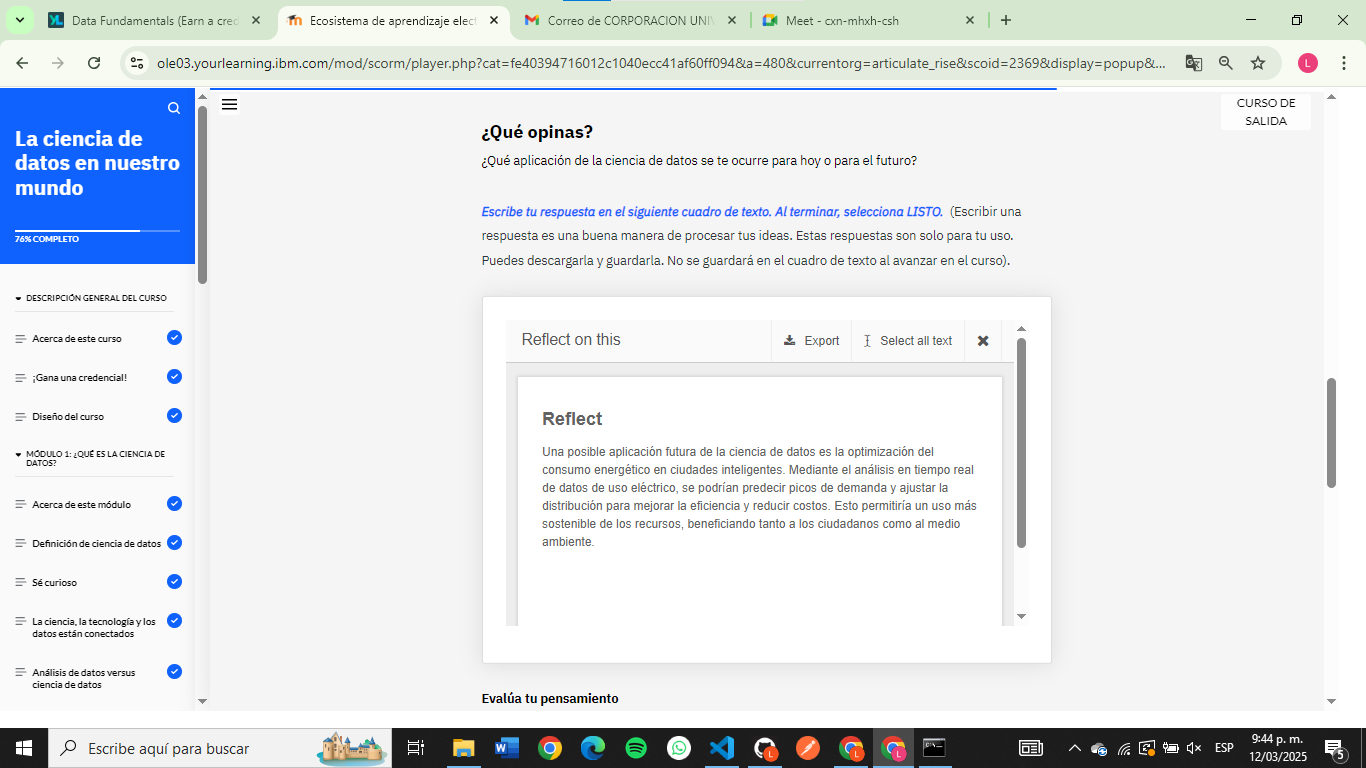 Data Fundamentals (Earn a cred
Ecosistema de aprendizaje elect
Correo de CORPORACION UNI
Meet - cxn-mhxh-csh
ole03.yourlearning.ibm.com/mod/scorm/player.php?cat=fe40394716012c1040ecc41af60ff094&a=480&currentorg=articulate_rise&scoid=2369&display=popup&...
L
La ciencia de
datos en nuestro
mundo
76% COMPLETO
DESCRIPCIÓN GENERAL DEL CURSO
Acerca de este curso
¡Gana una credencial!
Diseño del curso
MÓDULO 1: ¿QUÉ ES LA CIENCIA DE
DATOS?
Acerca de este módulo
Definición de ciencia de datos
Sé curioso
La ciencia, la tecnología y los
datos están conectados
Análisis de datos versus
ciencia de datos
CURSO DE
SALIDA
¿Qué opinas?
¿Qué aplicación de la ciencia de datos se te ocurre para hoy o para el futuro?
Escribe tu respuesta en el siguiente cuadro de texto. Al terminar, selecciona LISTO. (Escribir una
respuesta es una buena manera de procesar tus ideas. Estas respuestas son solo para tu uso.
Puedes descargarla y guardarla. No se guardará en el cuadro de texto al avanzar en el curso).
Reflect on this
Export
Select all text
Reflect
Una posible aplicación futura de la ciencia de datos es la optimización del
consumo energético en ciudades inteligentes. Mediante el análisis en tiempo real
de datos de uso eléctrico, se podrían predecir picos de demanda y ajustar la
distribución para mejorar la eficiencia y reducir costos. Esto permitiría un uso más
sostenible de los recursos, beneficiando tanto a los ciudadanos como al medio
ambiente.
Evalúa tu pensamiento
Escribe aquí para buscar
ESP
9:44 p. m.
12/03/2025
5